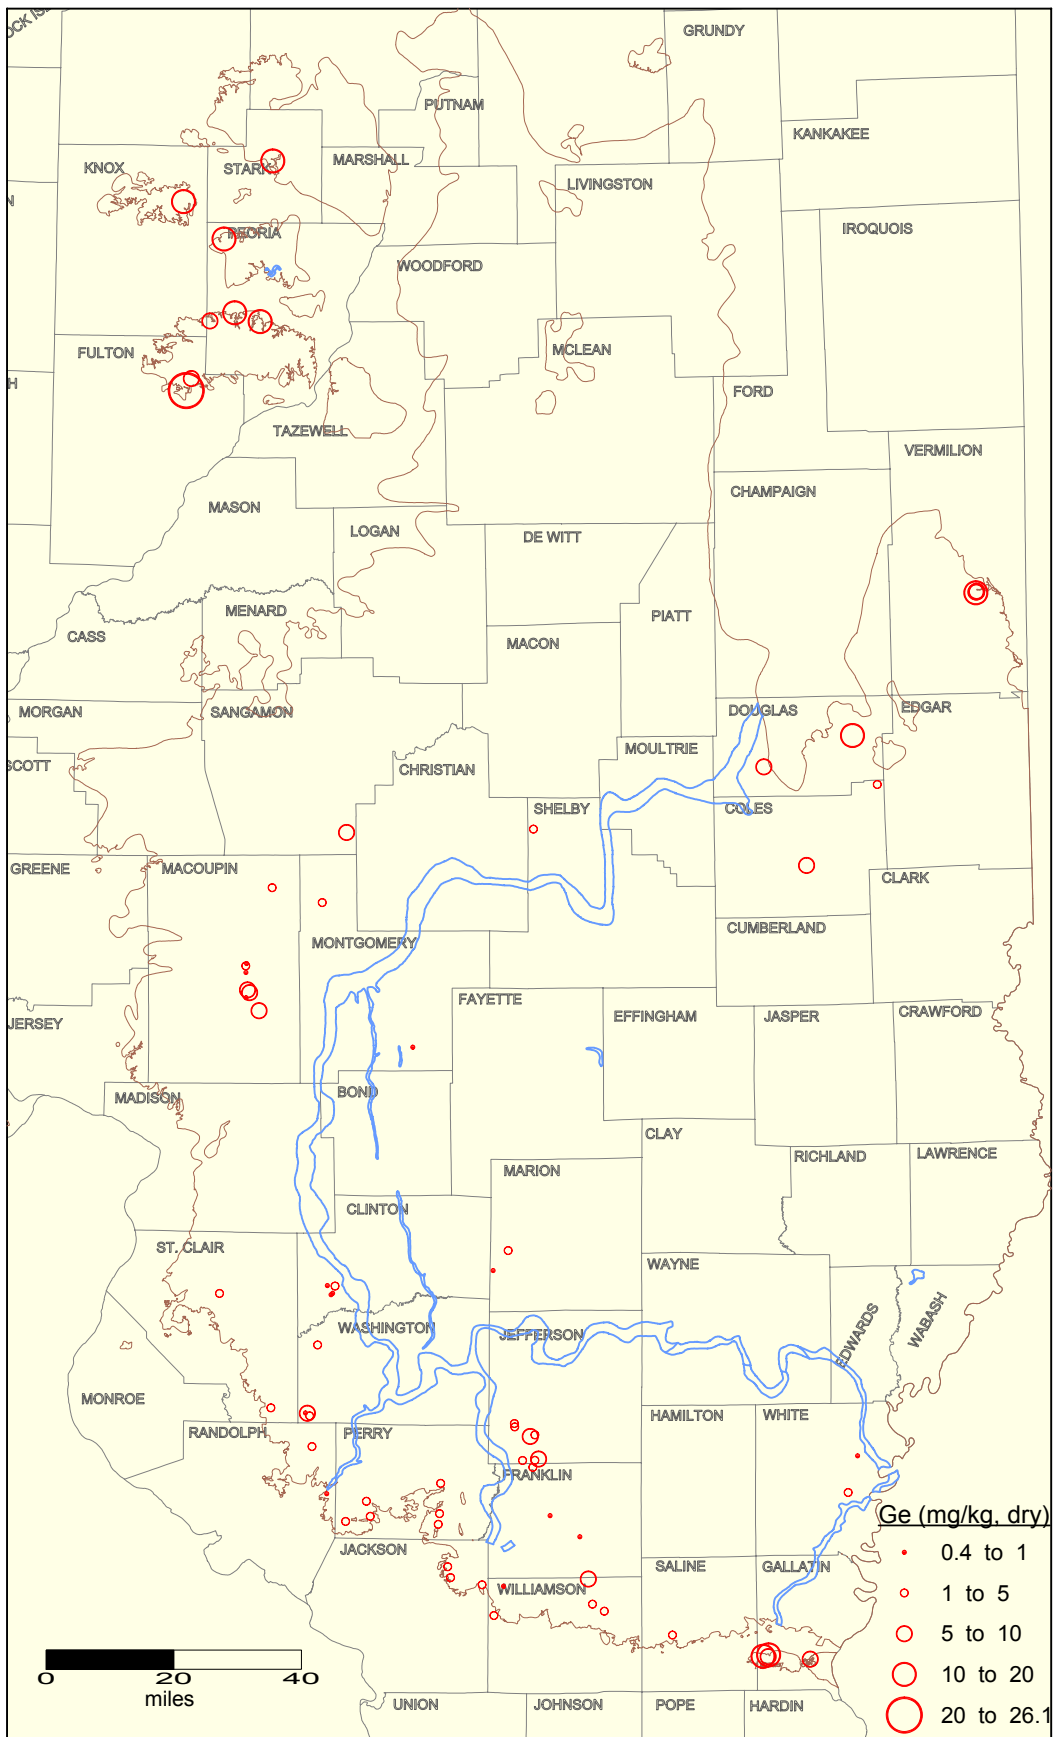 GRUNDY
PUTNAM
KANKAKEE
KNOX
STARK
MARSHALL
LIVINGSTON
IROQUOIS
PEORIA
WOODFORD
FULTON
MCLEAN
H
FORD
TAZEWELL
VERMILION
CHAMPAIGN
MASON
LOGAN
DE WITT
MENARD
PIATT
CASS
MACON
MORGAN
SANGAMON
DOUGLAS
EDGAR
MOULTRIE
SCOTT
CHRISTIAN
SHELBY
COLES
GREENE
MACOUPIN
CLARK
CUMBERLAND
MONTGOMERY
FAYETTE
EFFINGHAM
JASPER
CRAWFORD
JERSEY
MADISON
BOND
CLAY
RICHLAND
LAWRENCE
MARION
CLINTON
ST. CLAIR
WAYNE
EDWARDS
WABASH
WASHINGTON
JEFFERSON
MONROE
HAMILTON
WHITE
RANDOLPH
PERRY
FRANKLIN
Ge (mg/kg, dry)
0.4 to 1
JACKSON
SALINE
GALLATIN
WILLIAMSON
1 to 5
5 to 10
10 to 20
0 20 40
miles
UNION
JOHNSON
POPE
HARDIN
20 to 26.1